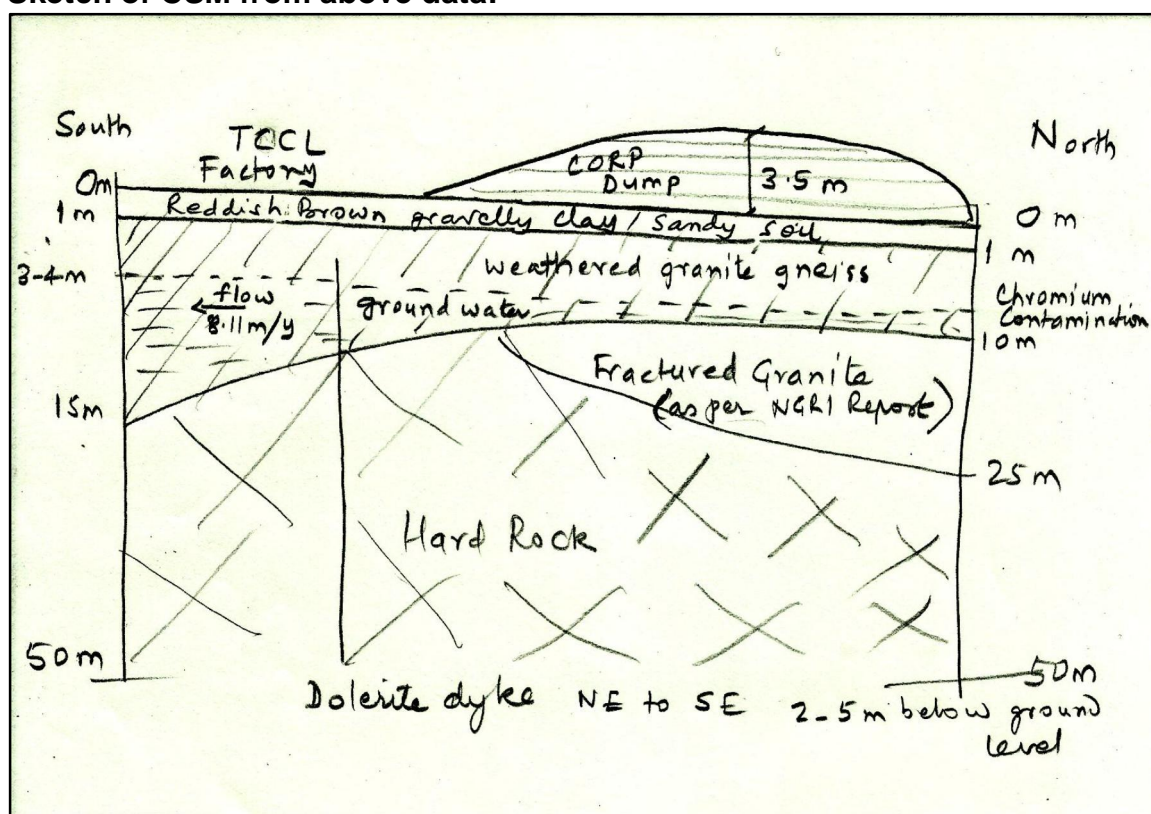 Sketch of CSM from above data:
South
TCCL
Factory
North
CORP
Dump
3.5 m
0m
0 m
1m
Reddish Brown gravelly clay / Sandy soil
1 m
weathered granite gneiss
3-4m
flow
8.11m/y
ground water
Chromium
Contamination
10m
Fractured Granite
(as per NGRI Report)
15m
25 m
Hard Rock
50m
50m
Dolerite dyke NE to SE
2-5m below ground
level